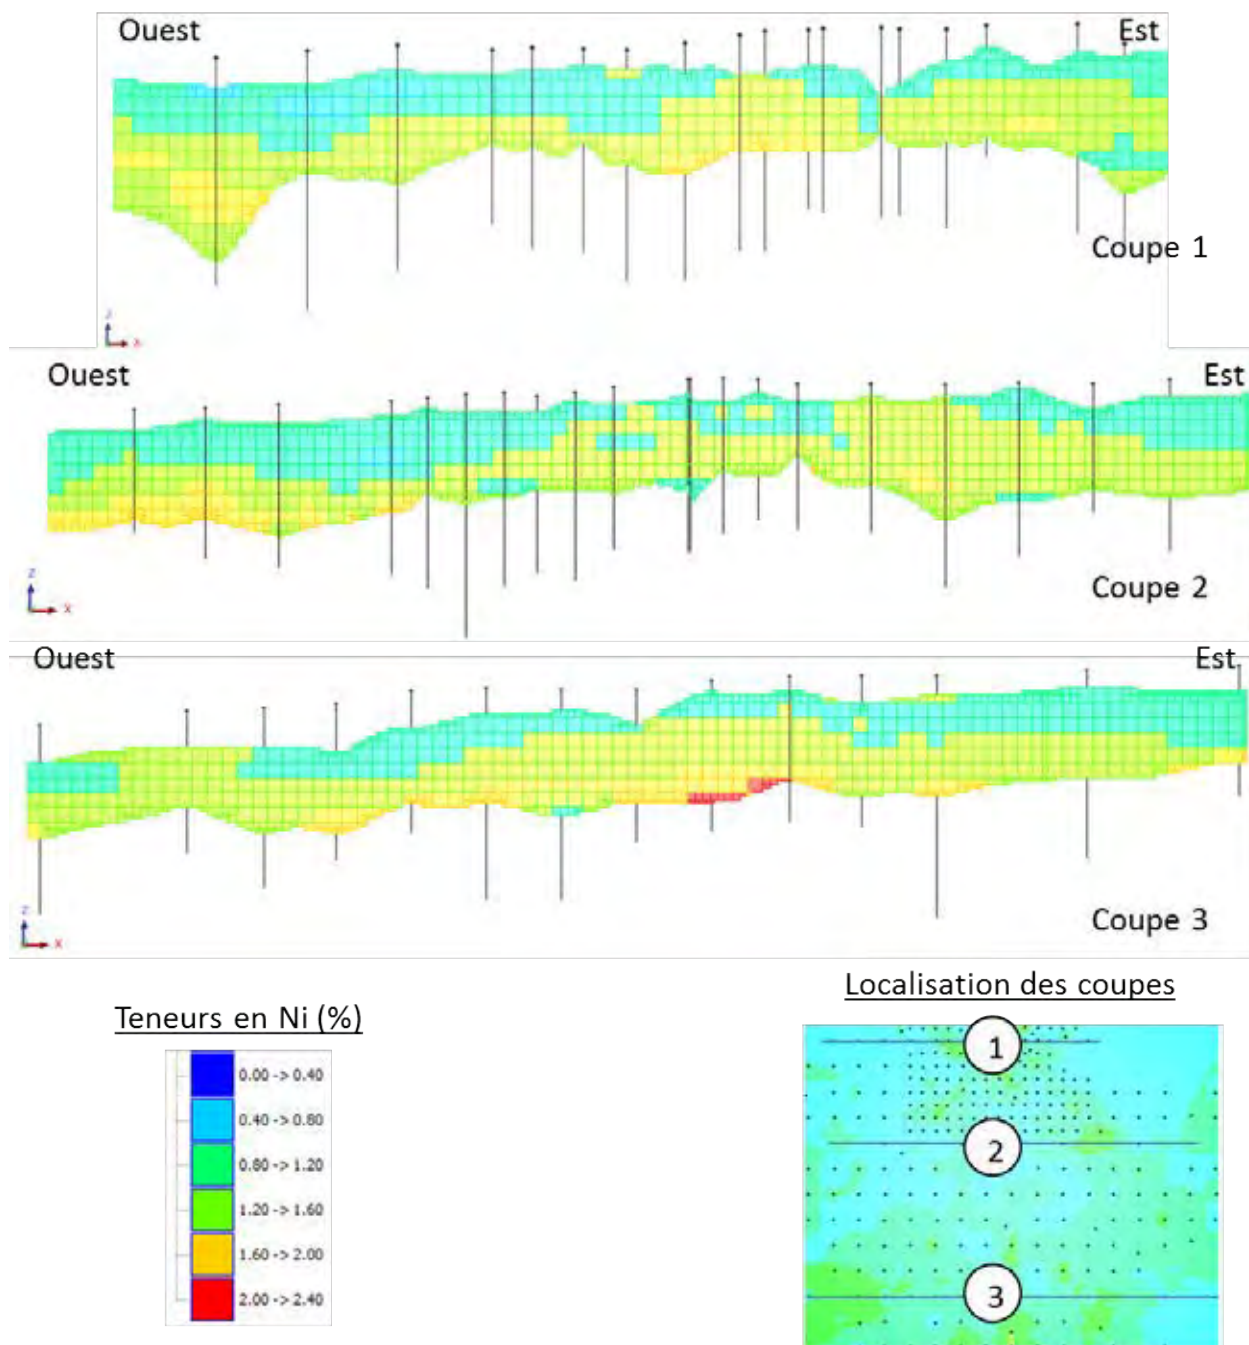 Ouest
Est
Coupe 1
z
x
Ouest
Est
Coupe 2
z
x
Ouest
Est
Coupe 3
z
x
Teneurs en Ni (%)
0.00 -> 0.40
0.40 -> 0.80
0.80 -> 1.20
1.20 -> 1.60
1.60 -> 2.00
2.00 -> 2.40
Localisation des coupes
1
2
3